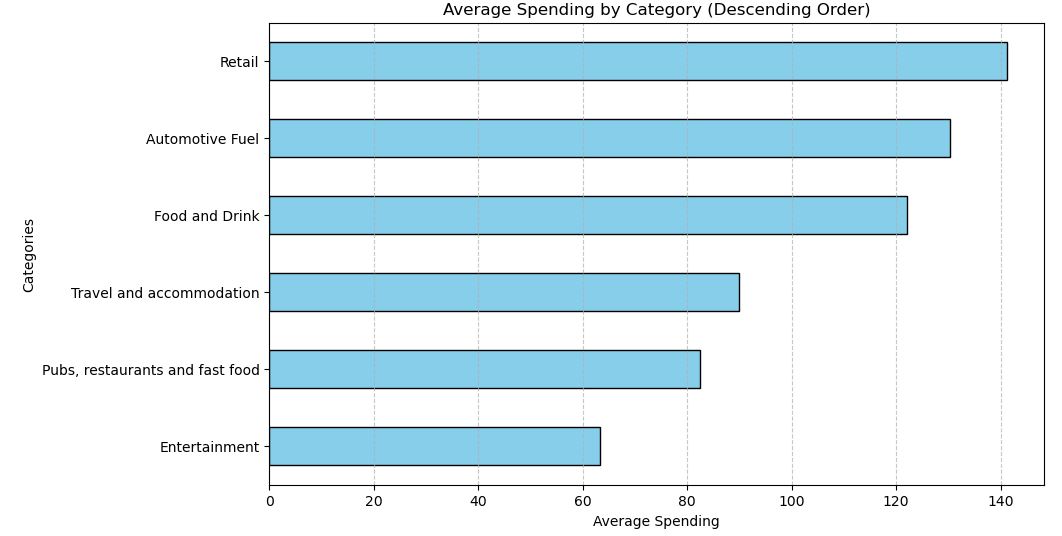 Average Spending by Category (Descending Order)
Categories
Retail
Automotive Fuel
Food and Drink
Travel and accommodation
Pubs, restaurants and fast food
Entertainment
0 20 40 60 80 100 120 140
Average Spending